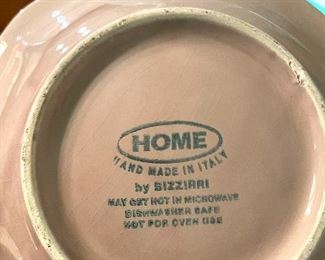 HOME
HAND MADE IN ITALY
by BIZZIRRI
MAY GET HOT IN MICROWAVE
DISHWASHER SAFE
NOT FOR OVEN USE